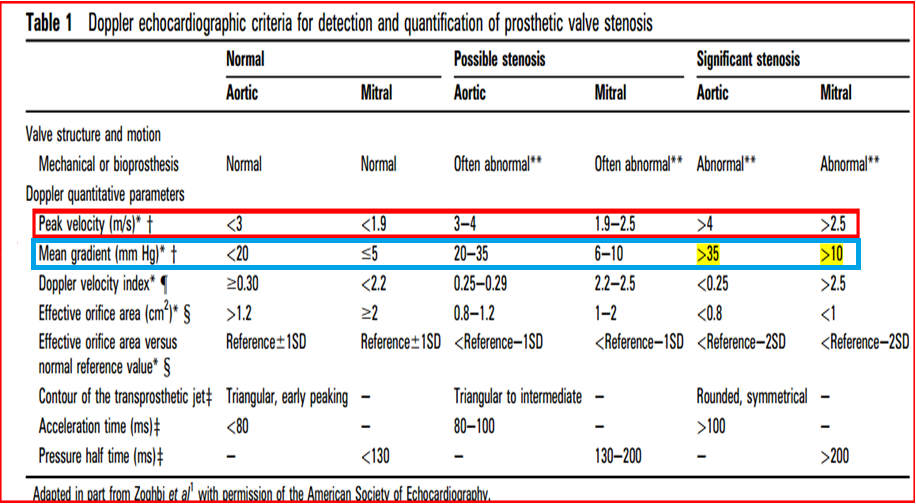 Table 1 Doppler echocardiographic criteria for detection and quantification of prosthetic valve stenosis
Normal Possible stenosis Significant stenosis
Aortic Mitral Aortic Mitral Aortic Mitral
Valve structure and motion
Mechanical or bioprosthesis Normal Normal Often abnormal** Often abnormal** Abnormal** Abnormal**
Doppler quantitative parameters
Peak velocity (m/s)* † <3 <1.9 3–4 1.9–2.5 >4 >2.5
Mean gradient (mm Hg)* † <20 ≤5 20–35 6–10 >35 >10
Doppler velocity index* ¶ ≥0.30 <2.2 0.25–0.29 2.2–2.5 <0.25 >2.5
Effective orifice area (cm²)* § >1.2 ≥2 0.8–1.2 1–2 <0.8 <1
Effective orifice area versus Reference±1SD Reference±1SD <Reference−1SD <Reference−1SD <Reference−2SD <Reference−2SD
normal reference value* §
Contour of the transprosthetic jet‡ Triangular, early peaking – Triangular to intermediate – Rounded, symmetrical –
Acceleration time (ms)‡ <80 – 80–100 – >100 –
Pressure half time (ms)‡ – <130 – 130–200 – >200
Adapted in part from Zoghbi et al¹ with permission of the American Society of Echocardiography.